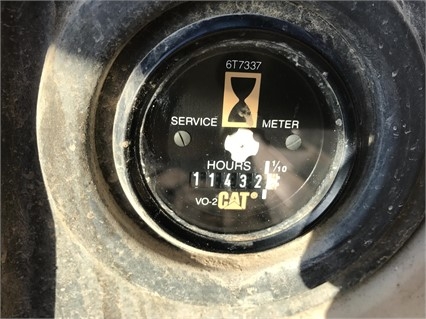 6T7337
SERVICE METER
HOURS 1/10
11432
VO-2 CAT